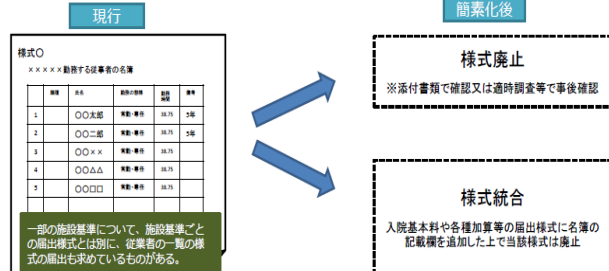 現行
簡素化後
様式〇
×××××勤務する従事者の名簿
職種 氏名 勤務の態様 勤務時間 備考
1 〇〇太郎 常勤・専任 38.75 5年
2 〇〇二郎 常勤・専任 38.75 5年
3 〇〇×× 常勤・専任 38.75
4 〇〇△△ 常勤・専任 38.75
5 〇〇□□ 常勤・専任 38.75
一部の施設基準について、施設基準ごと
の届出様式とは別に、従業者の一覧の様
式の届出も求めているものがある。
様式廃止
※添付書類で確認又は適時調査等で事後確認
様式統合
入院基本料や各種加算等の届出様式に名簿の
記載欄を追加した上で当該様式は廃止